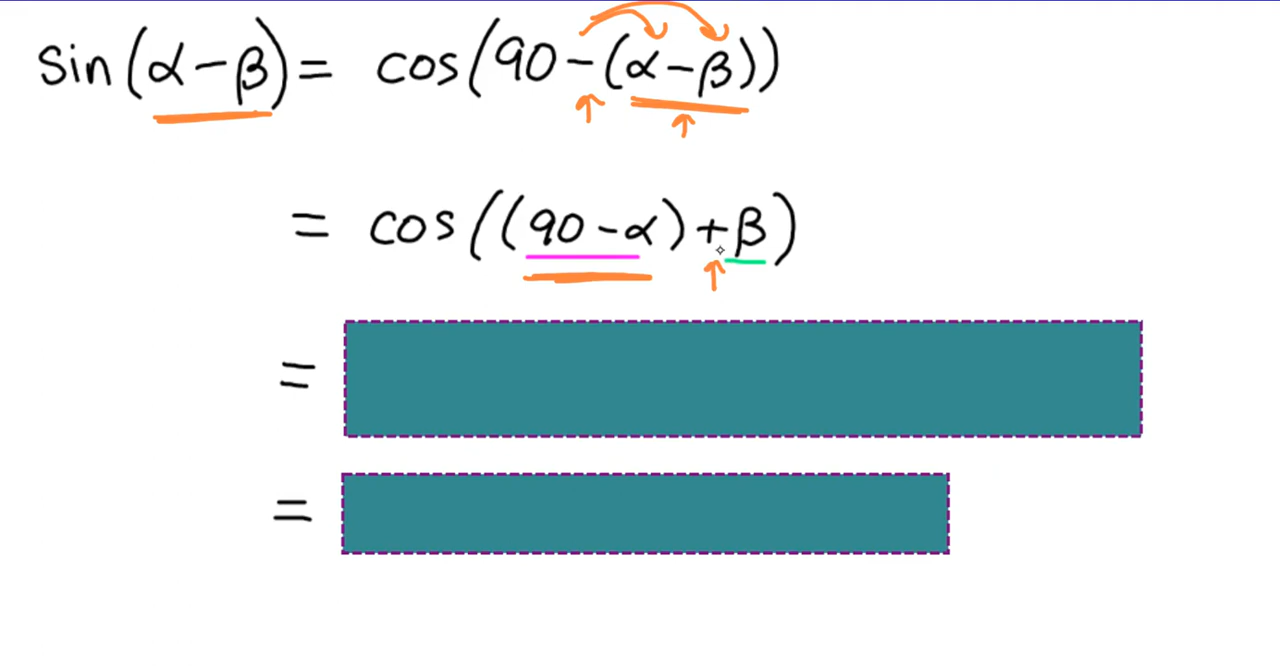 sin(α-β)= cos(90-(α-β))
= cos((90-α)+β)
=
=